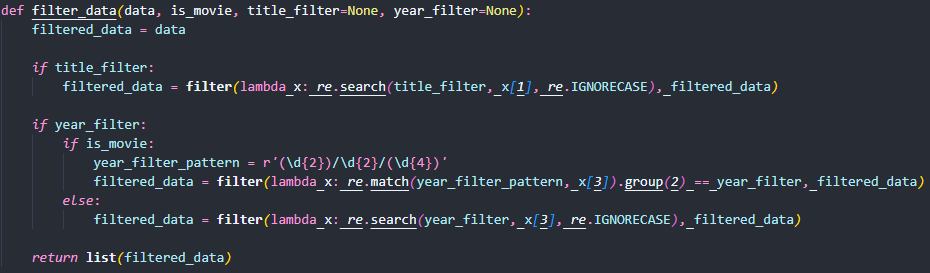 def filter_data(data, is_movie, title_filter=None, year_filter=None):
    filtered_data = data

    if title_filter:
        filtered_data = filter(lambda x: re.search(title_filter, x[1], re.IGNORECASE), filtered_data)

    if year_filter:
        if is_movie:
            year_filter_pattern = r'(\d{2})/\d{2}/(\d{4})'
            filtered_data = filter(lambda x: re.match(year_filter_pattern, x[3]).group(2) == year_filter, filtered_data)
        else:
            filtered_data = filter(lambda x: re.search(year_filter, x[3], re.IGNORECASE), filtered_data)

    return list(filtered_data)